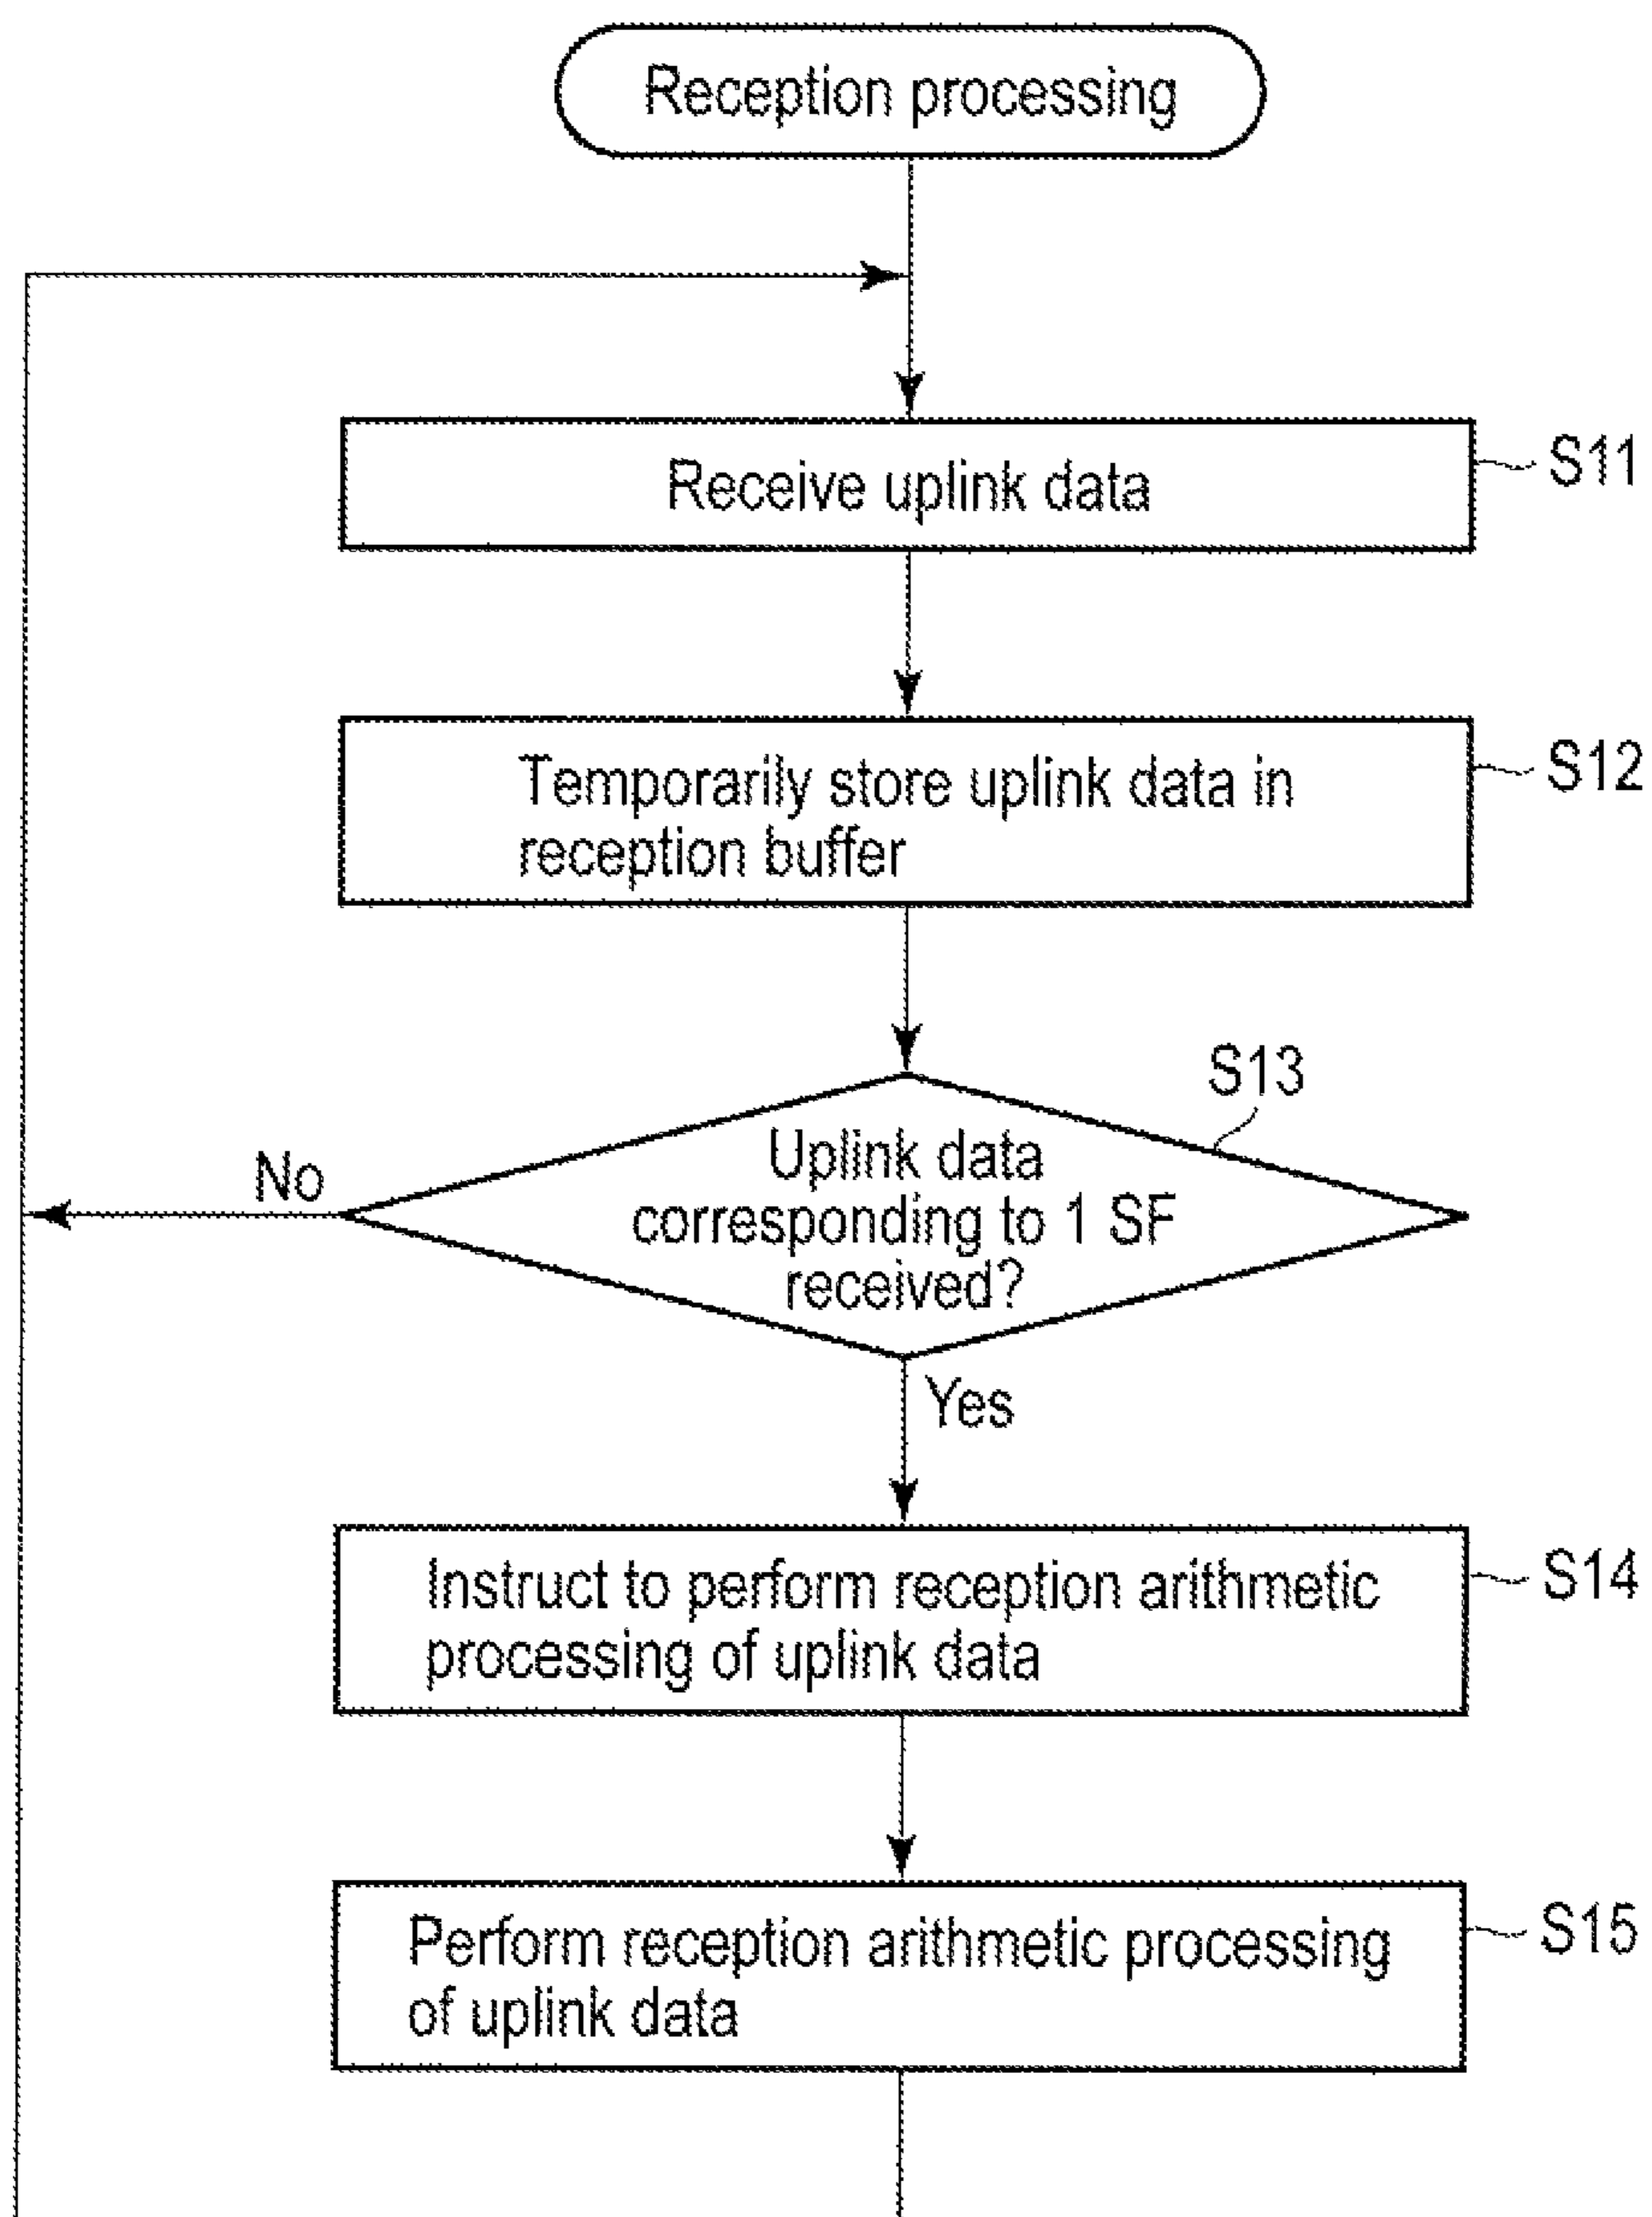 Reception processing
Receive uplink data
S11
Temporarily store uplink data in
reception buffer
S12
S13
Uplink data
corresponding to 1 SF
received?
No
Yes
Instruct to perform reception arithmetic
processing of uplink data
S14
Perform reception arithmetic processing
of uplink data
S15